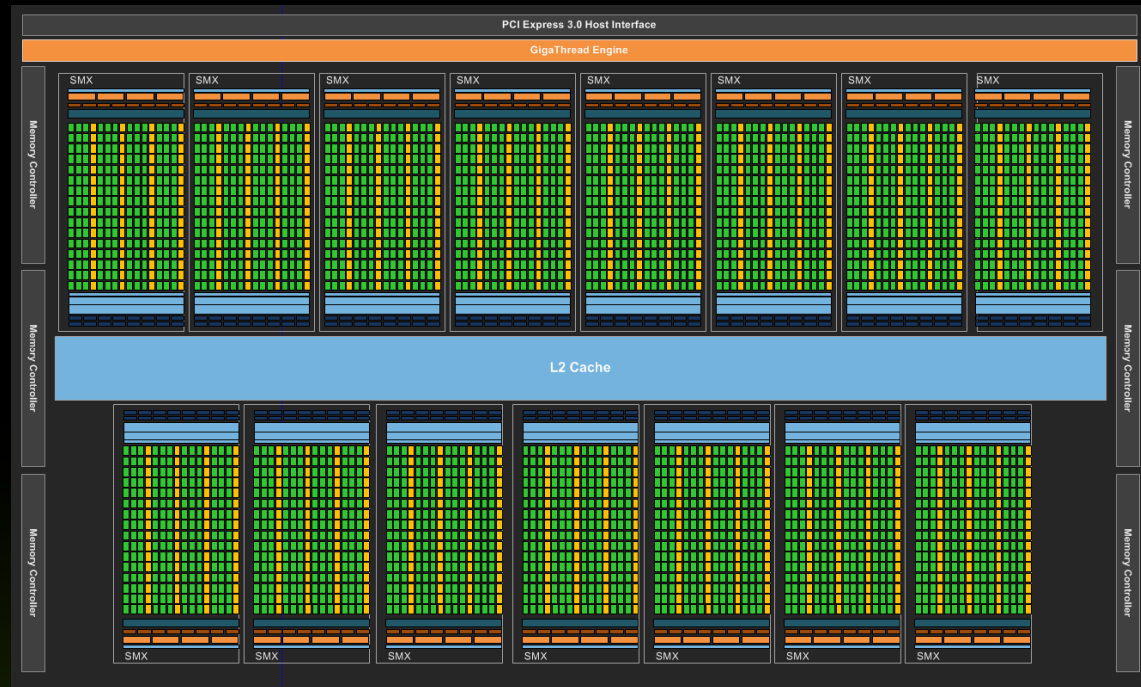 PCI Express 3.0 Host Interface
GigaThread Engine
SMX
SMX
SMX
SMX
SMX
SMX
SMX
SMX
Memory Controller
Memory Controller
Memory Controller
Memory Controller
Memory Controller
Memory Controller
L2 Cache
SMX
SMX
SMX
SMX
SMX
SMX
SMX